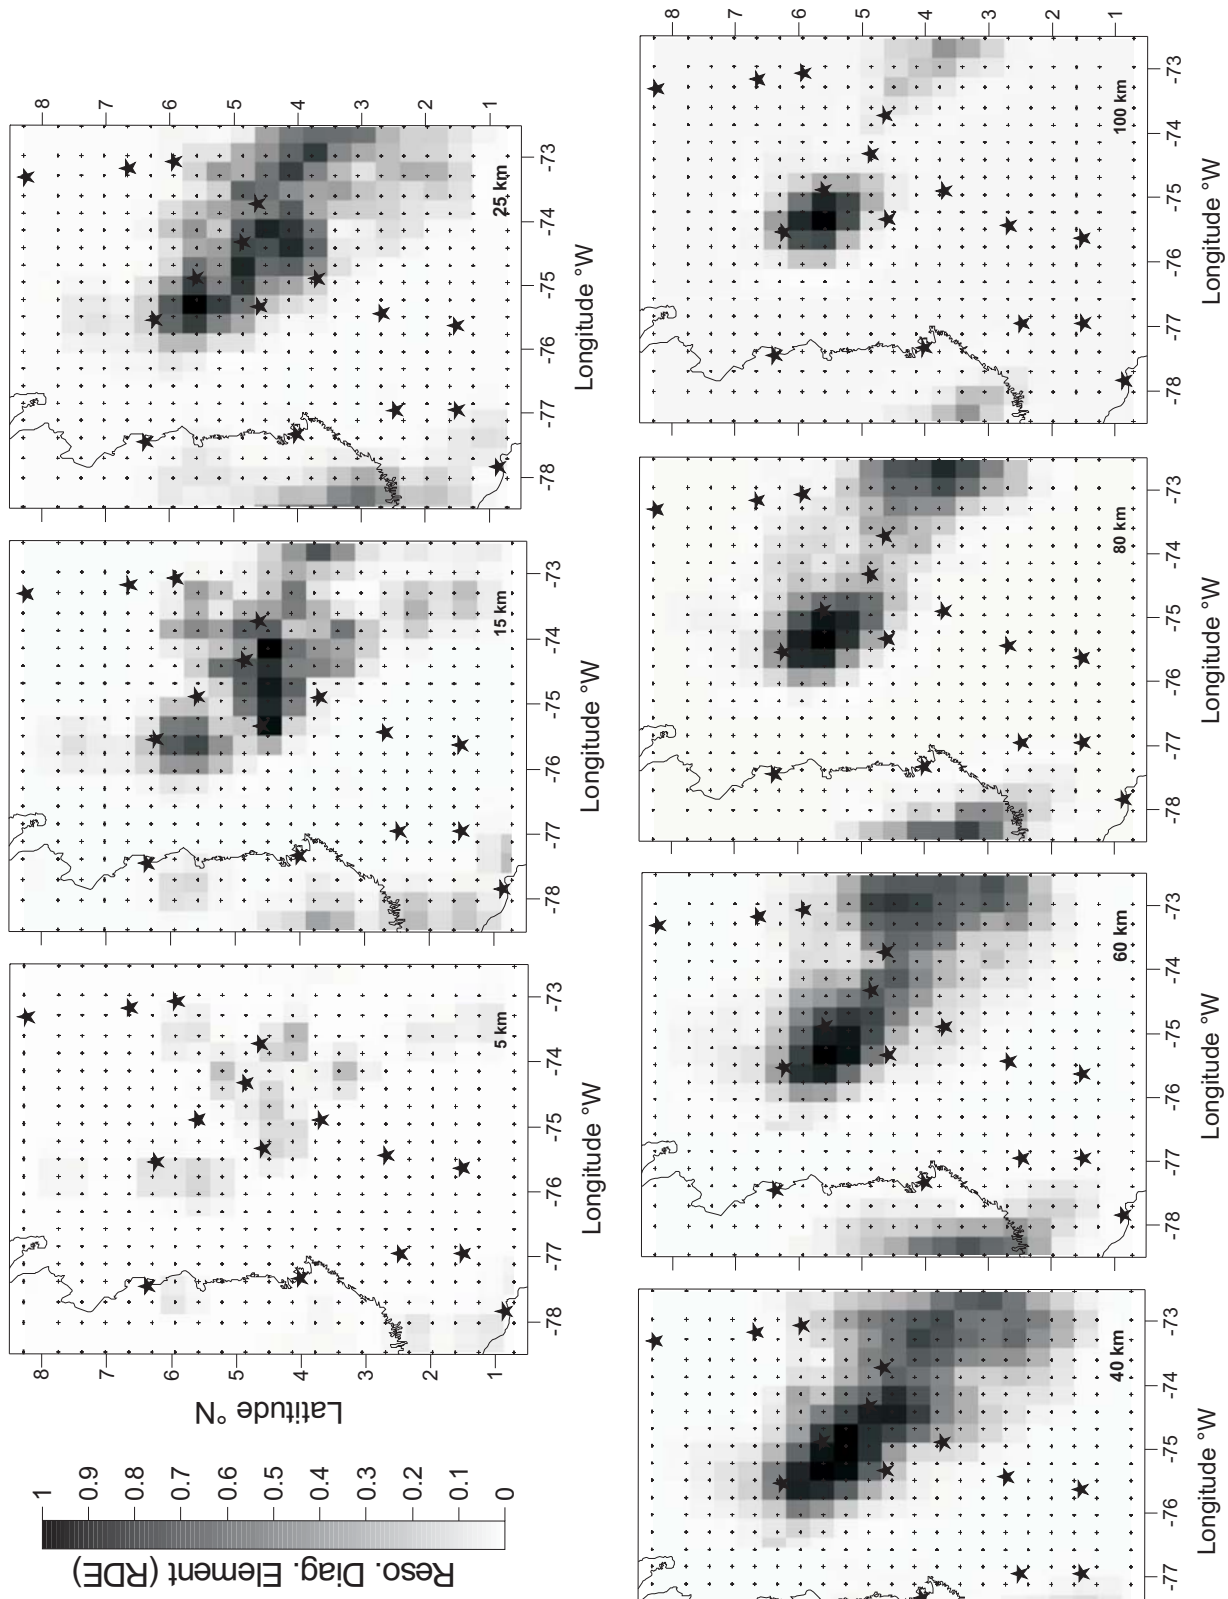 Reso. Diag. Element (RDE)
1
0.9
0.8
0.7
0.6
0.5
0.4
0.3
0.2
0.1
0
Latitude °N
8 7 6 5 4 3 2 1
5 km
-78 -77 -76 -75 -74 -73
Longitude °W
15 km
-78 -77 -76 -75 -74 -73
Longitude °W
25 km
-78 -77 -76 -75 -74 -73
Longitude °W
8 7 6 5 4 3 2 1
40 km
-77 -76 -75 -74 -73
Longitude °W
60 km
-78 -77 -76 -75 -74 -73
Longitude °W
80 km
-78 -77 -76 -75 -74 -73
Longitude °W
100 km
-78 -77 -76 -75 -74 -73
Longitude °W
8 7 6 5 4 3 2 1